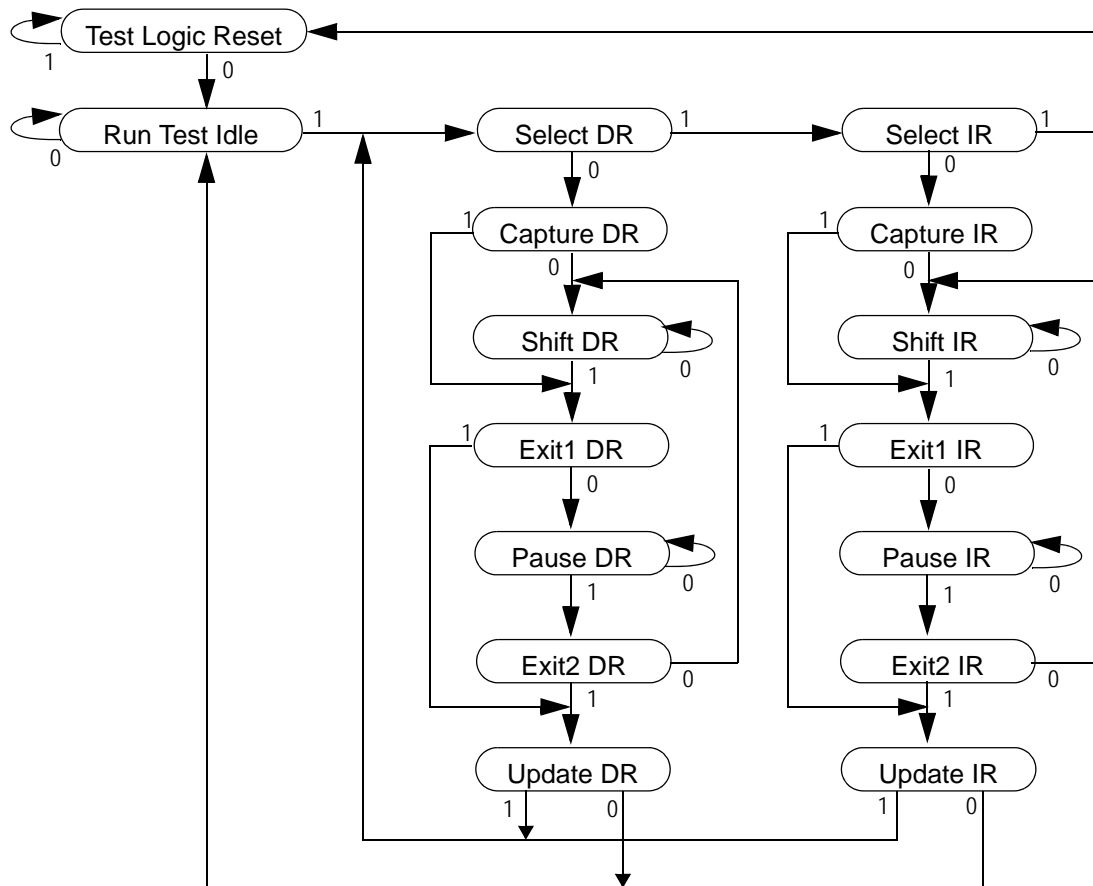 Test Logic Reset
1
0
Run Test Idle
1
Select DR
1
Select IR
1
0
0
0
1
Capture DR
1
Capture IR
0
0
Shift DR
0
Shift IR
0
1
1
1
Exit1 DR
1
Exit1 IR
0
0
Pause DR
0
Pause IR
0
1
1
Exit2 DR
0
Exit2 IR
0
1
1
Update DR
Update IR
1
0
1
0